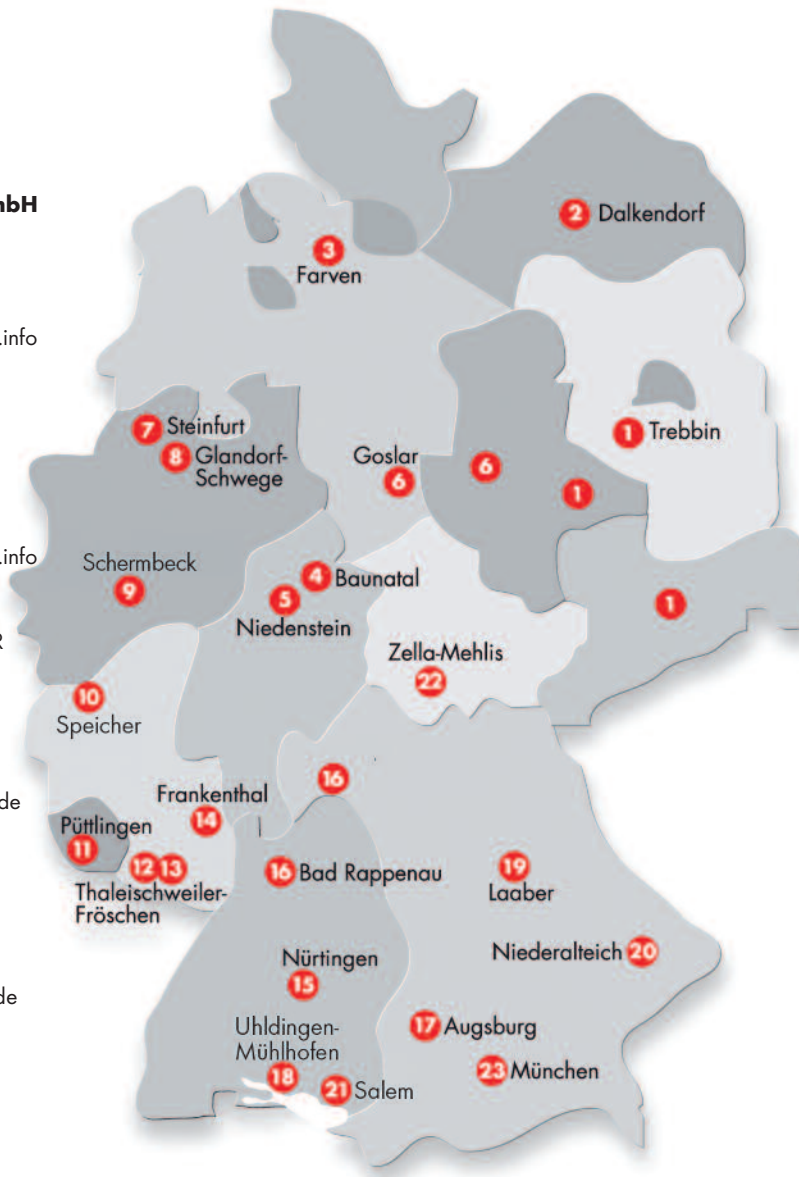 mbH
.info
.info
R
de
de
2 Dalkendorf
3
Farven
7 Steinfurt
8 Glandorf-
Schwege
Goslar
6
6
1 Trebbin
1
Schermbeck
9
4 Baunatal
5
Niedenstein
1
Zella-Mehlis
22
10
Speicher
16
Frankenthal
14
Püttlingen
11
12 13
Thaleischweiler-
Fröschen
16 Bad Rappenau
19
Laaber
Niederalteich 20
Nürtingen
15
17 Augsburg
Uhldingen-
Mühlhofen
18
21 Salem
23 München